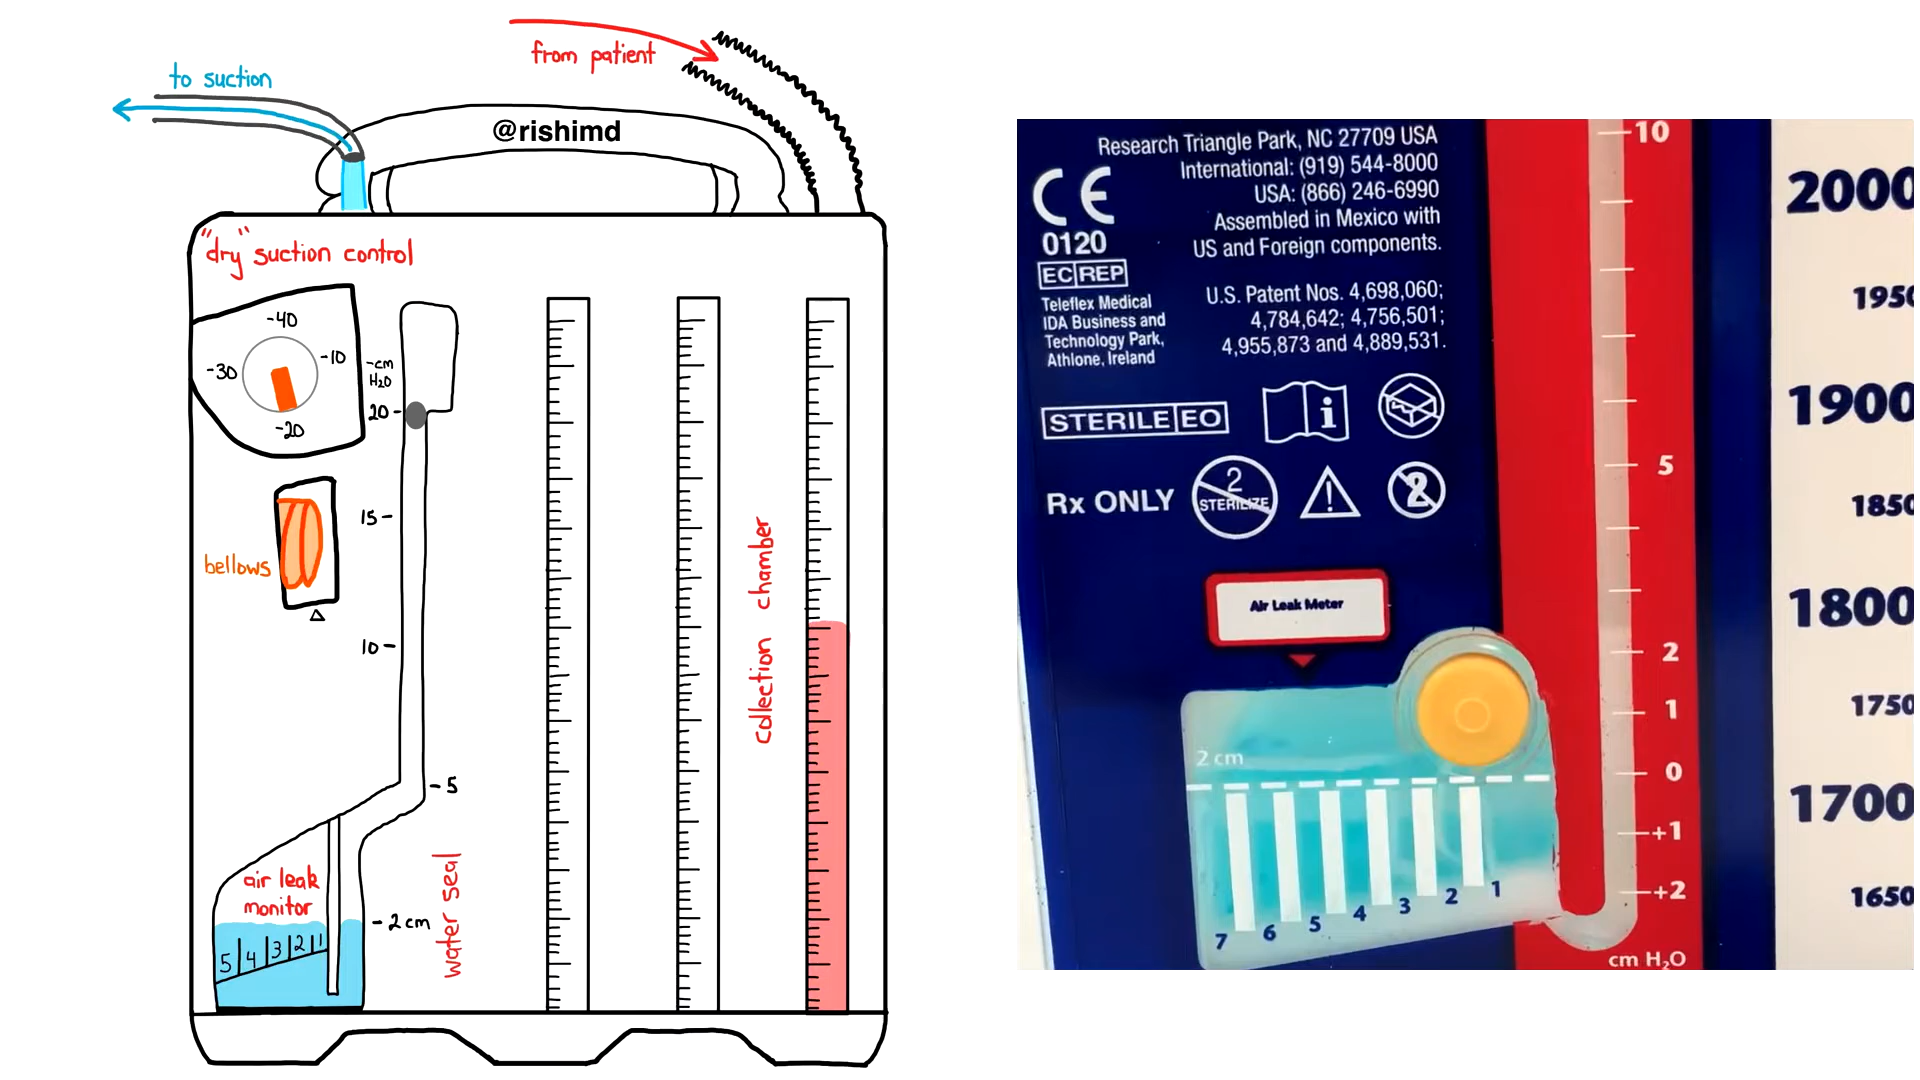 to suction
from patient
@rishimd
"dry" suction control
-40
-10
-30
-20
-cm
H₂O
20-
15-
bellows
10-
-5
air leak
monitor
5 4 3 2 1
-2cm
water seal
collection chamber
Research Triangle Park, NC 27709 USA
International: (919) 544-8000
USA: (866) 246-6990
Assembled in Mexico with
US and Foreign components.
CE
0120
EC REP
Teleflex Medical
IDA Business and
Technology Park,
Athlone, Ireland
U.S. Patent Nos. 4,698,060;
4,784,642; 4,756,501;
4,955,873 and 4,889,531.
STERILE EO
i
Rx ONLY
2
STERILIZE
!
2
Air Leak Meter
2 cm
7 6 5 4 3 2 1
10
5
2
1
0
+1
+2
cm H₂O
2000
1950
1900
1850
1800
1750
1700
1650